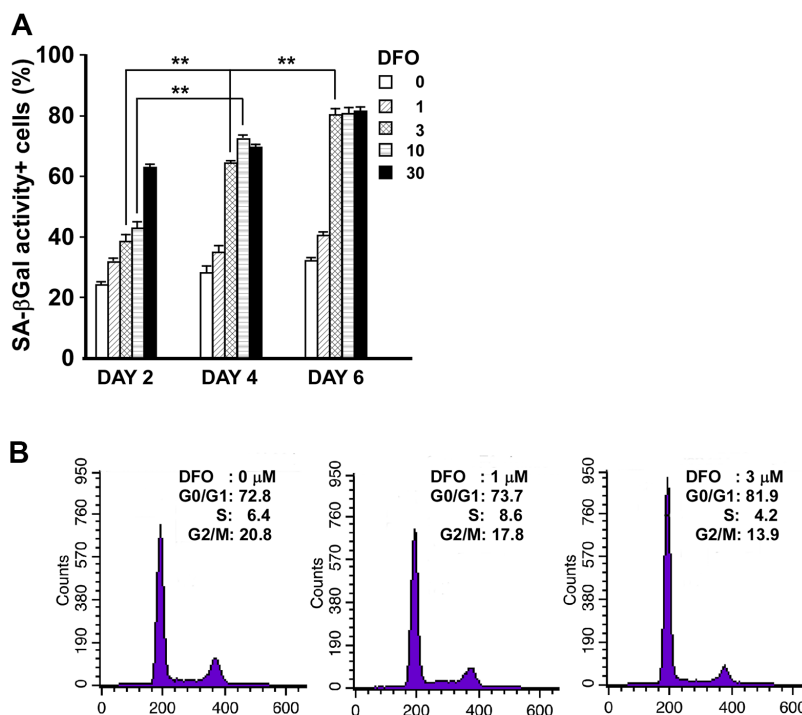 A
SA-βGal activity+ cells (%)
100
80
60
40
20
0
**
**
**
DFO
0
1
3
10
30
DAY 2
DAY 4
DAY 6
B
Counts
950
760
570
380
190
0
0
200
400
600
DFO : 0 μM
G0/G1: 72.8
S: 6.4
G2/M: 20.8
Counts
950
760
570
380
190
0
0
200
400
600
DFO : 1 μM
G0/G1: 73.7
S: 8.6
G2/M: 17.8
Counts
950
760
570
380
190
0
0
200
400
600
DFO : 3 μM
G0/G1: 81.9
S: 4.2
G2/M: 13.9